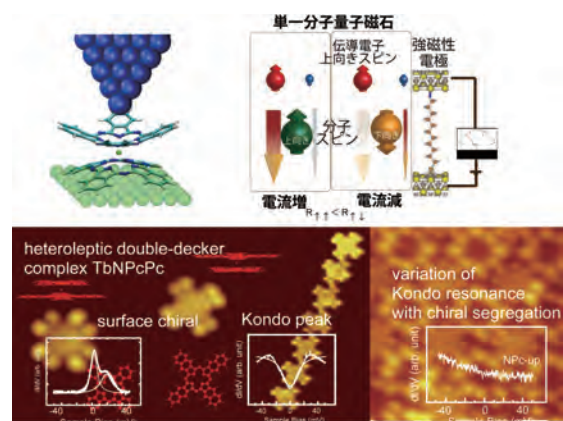 単一分子量子磁石
伝導電子
上向きスピン
強磁性
電極
分子
スピン
上向き
下向き
電流増
電流減
R↑↑<R↑↓
heteroleptic double-decker
complex TbNPcPc
surface chiral
Kondo peak
variation of
Kondo resonance
with chiral segregation
NPc-up
dI/dV (arb. unit)
-40
0
40
dI/dV (arb. unit)
-40
0
40
Sample Bias (mV)
dI/dV (arb. unit)
-40
0
40